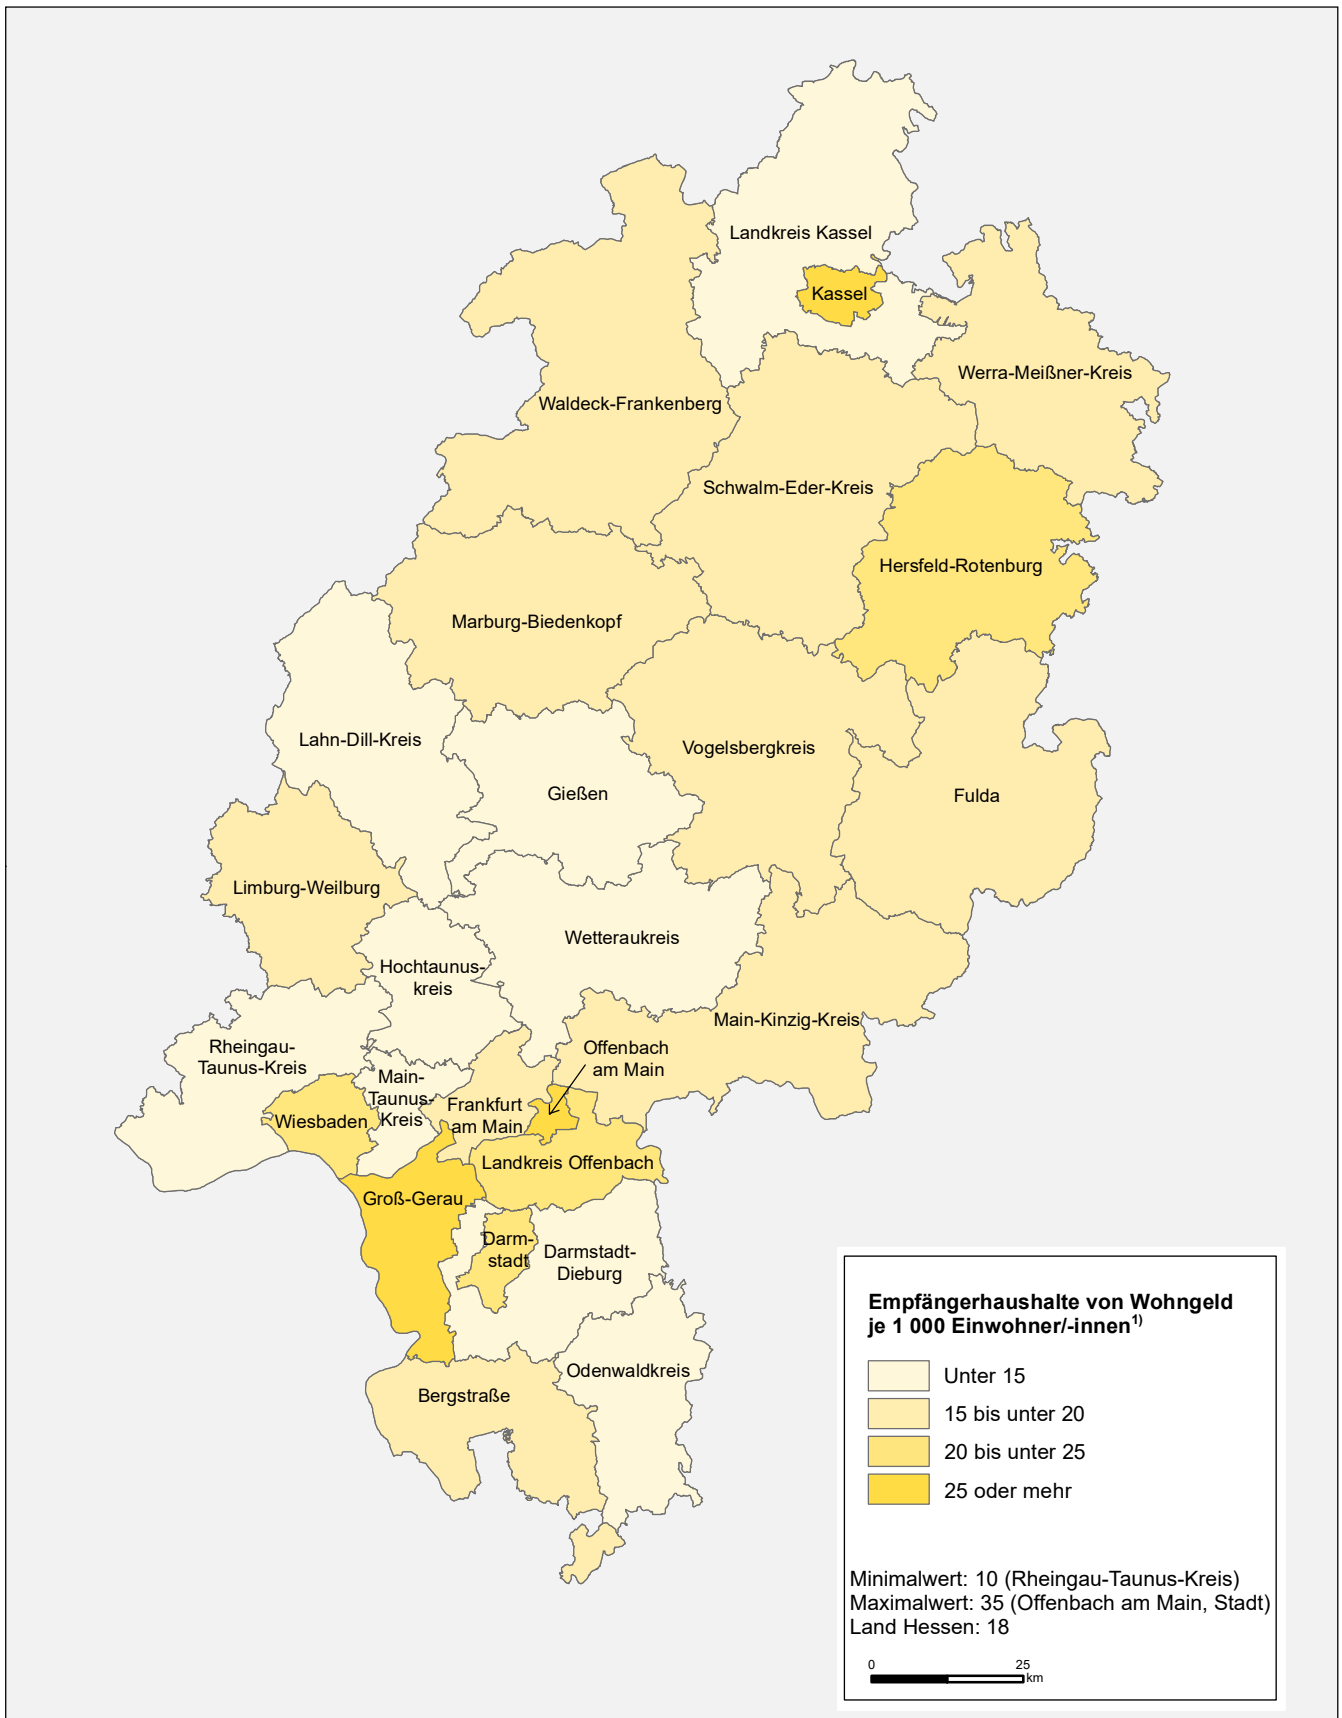 Landkreis Kassel
Kassel
Werra-Meißner-Kreis
Waldeck-Frankenberg
Schwalm-Eder-Kreis
Hersfeld-Rotenburg
Marburg-Biedenkopf
Lahn-Dill-Kreis
Vogelsbergkreis
Gießen
Fulda
Limburg-Weilburg
Wetteraukreis
Hochtaunus-
kreis
Main-Kinzig-Kreis
Rheingau-
Taunus-Kreis
Offenbach
am Main
Main-
Taunus-
Kreis
Frankfurt
am Main
Wiesbaden
Landkreis Offenbach
Groß-Gerau
Darm-
stadt
Darmstadt-
Dieburg
Odenwaldkreis
Bergstraße
Empfängerhaushalte von Wohngeld
je 1 000 Einwohner/-innen1)
Unter 15
15 bis unter 20
20 bis unter 25
25 oder mehr
Minimalwert: 10 (Rheingau-Taunus-Kreis)
Maximalwert: 35 (Offenbach am Main, Stadt)
Land Hessen: 18
0 25
km